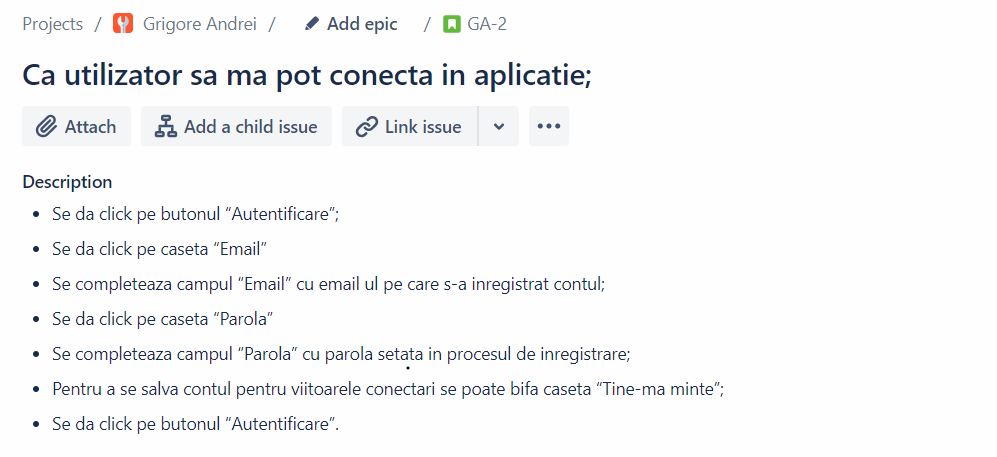 Projects / Grigore Andrei / Add epic / GA-2
Ca utilizator sa ma pot conecta in aplicatie;
Attach Add a child issue Link issue
Description
• Se da click pe butonul “Autentificare”;
• Se da click pe caseta “Email”
• Se completeaza campul “Email” cu email ul pe care s-a inregistrat contul;
• Se da click pe caseta “Parola”
• Se completeaza campul “Parola” cu parola setata in procesul de inregistrare;
• Pentru a se salva contul pentru viitoarele conectari se poate bifa caseta “Tine-ma minte”;
• Se da click pe butonul “Autentificare”.